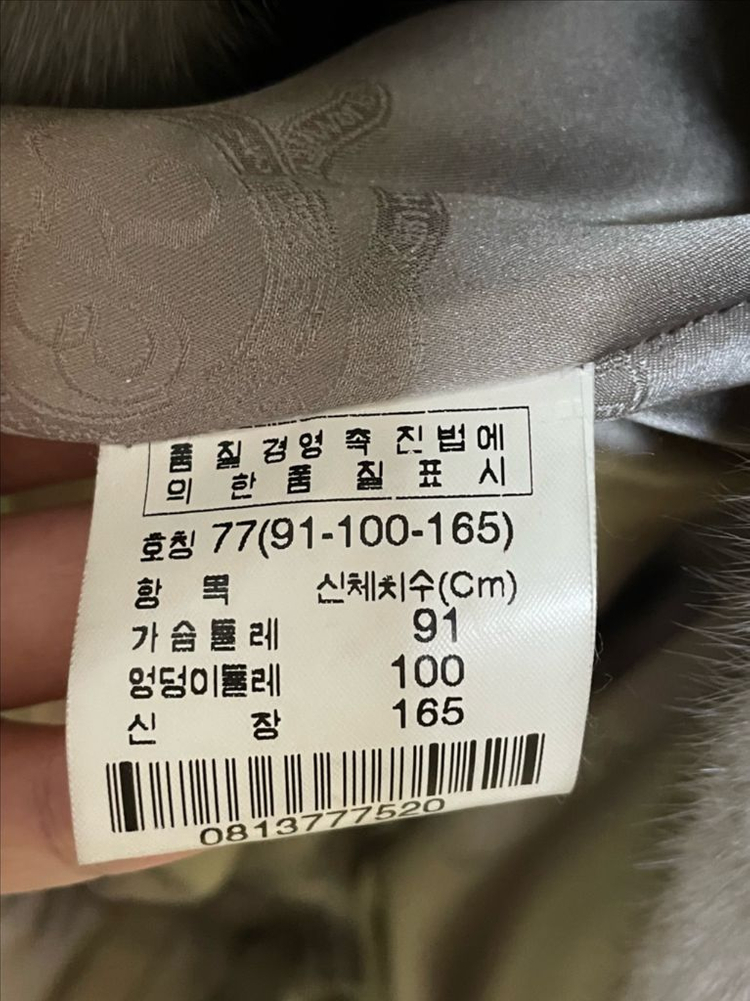 품질경영촉진법에
의한품질표시
호칭 77(91-100-165)
항 목 신체치수(Cm)
가슴둘레 91
엉덩이둘레 100
신 장 165
0813777520